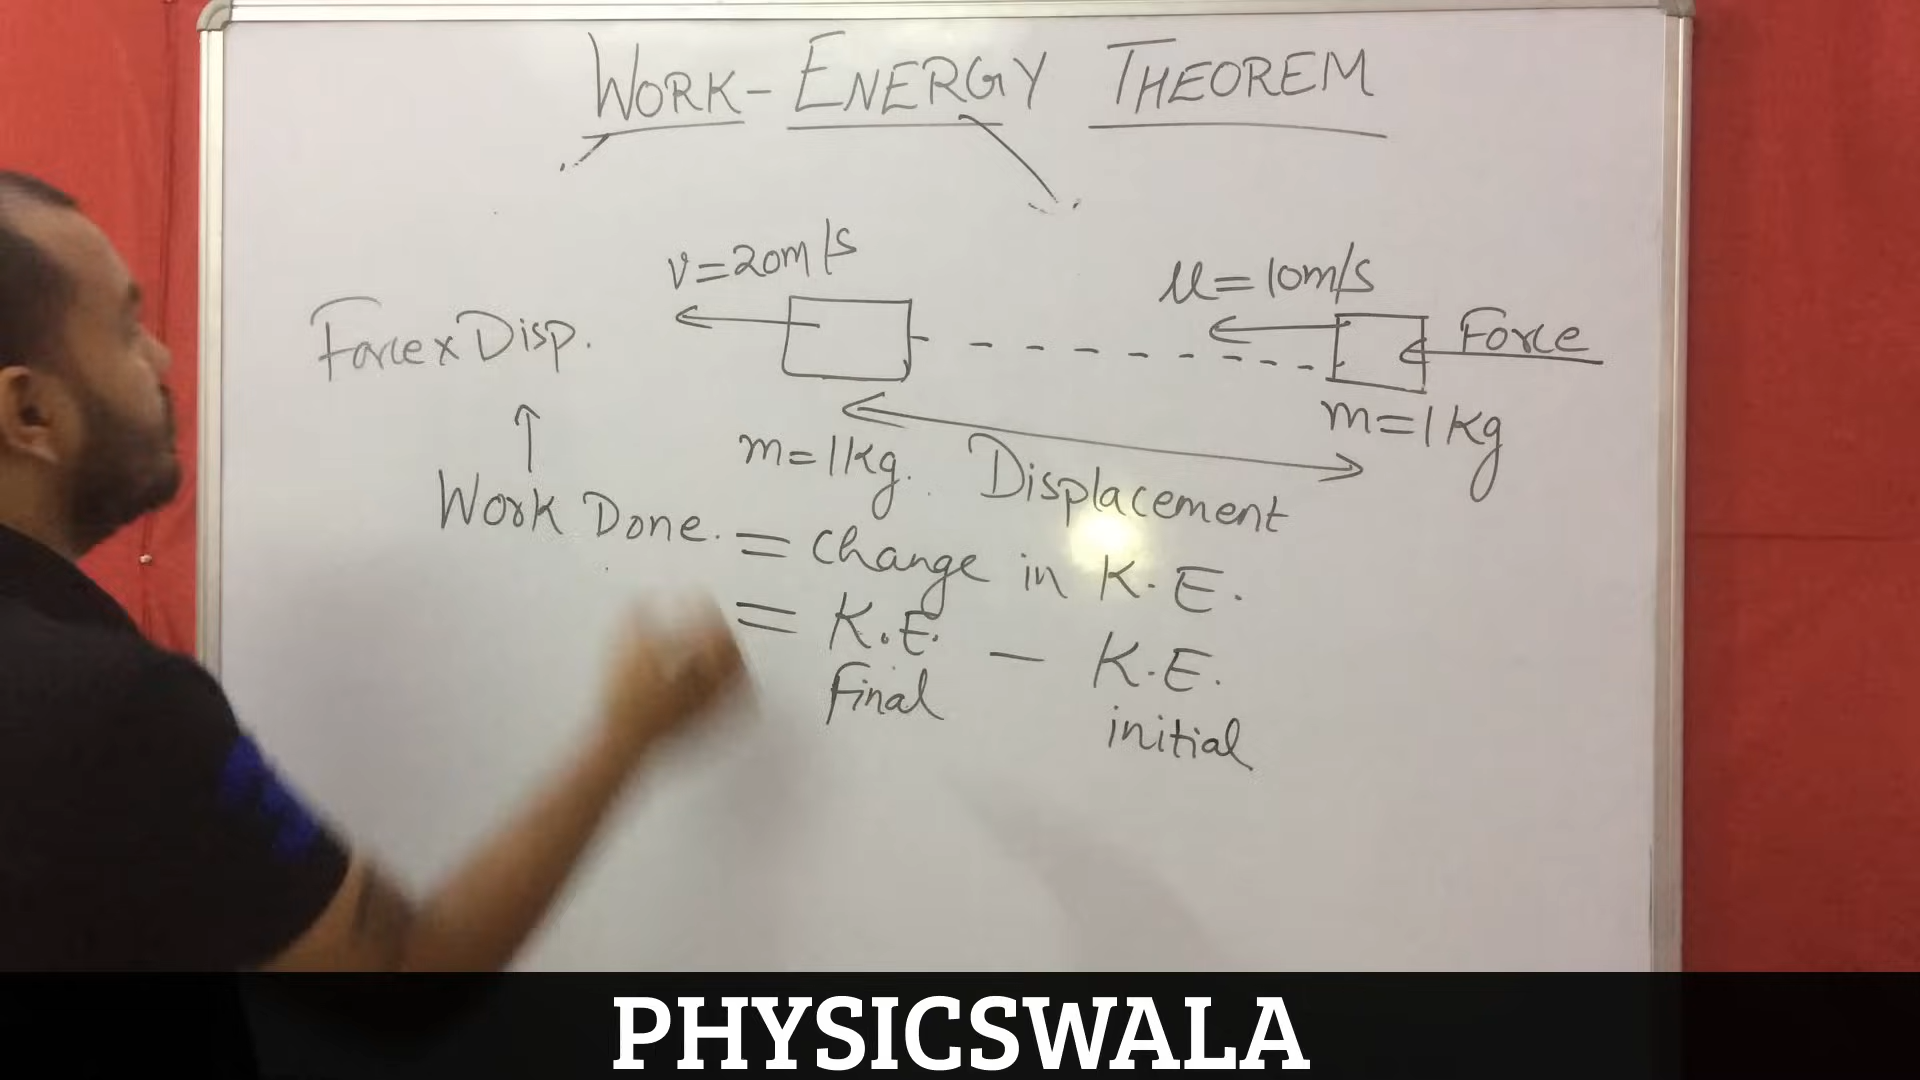 WORK-ENERGY THEOREM
v=20m/s
u=10m/s
Force x Disp.
Force
m=1kg
m=1kg.
Displacement
Work Done. = change in K.E.
= K.E. final - K.E. initial
PHYSICSWALA